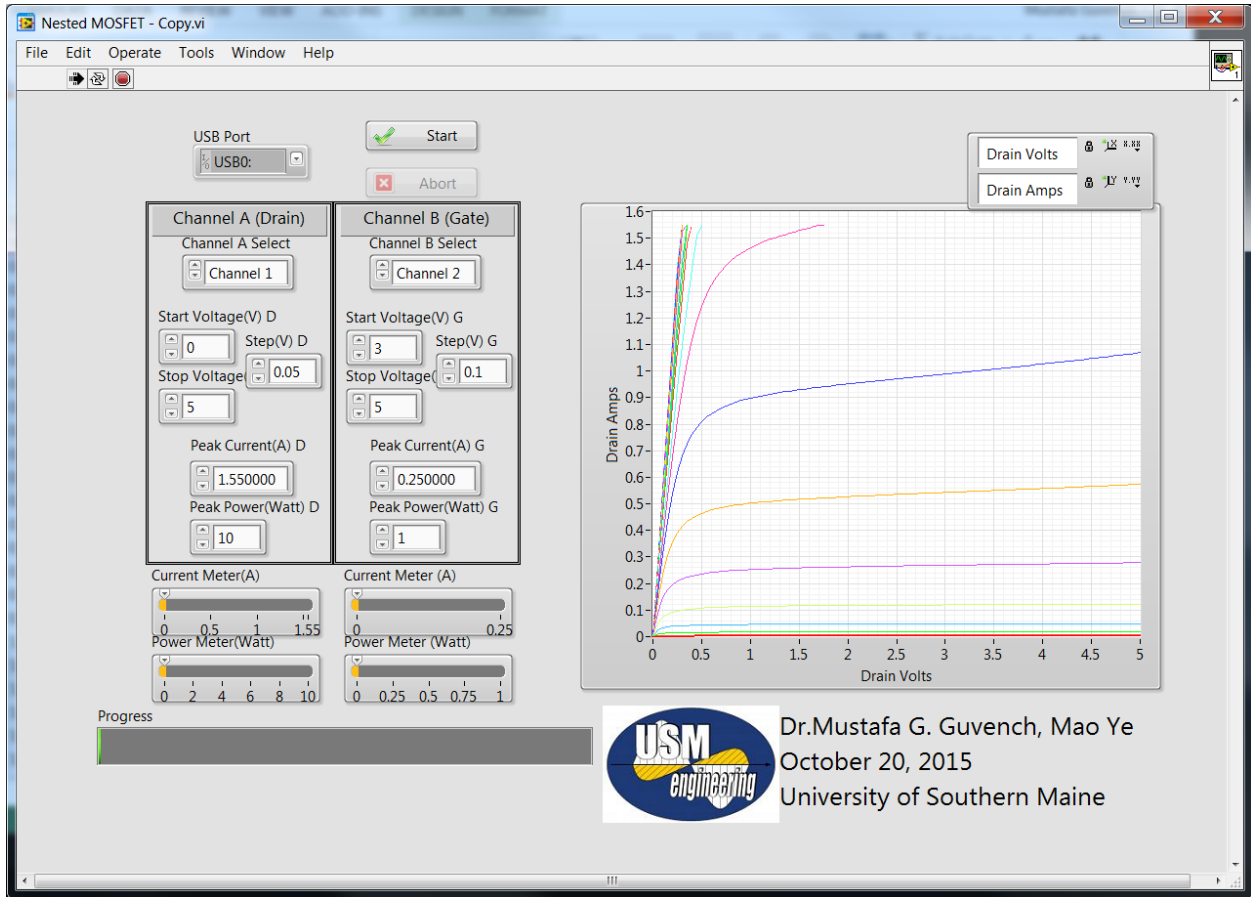 Nested MOSFET - Copy.vi
File Edit Operate Tools Window Help
1
USB Port
USB0:
Start
Abort
Channel A (Drain)
Channel A Select
Channel 1
Start Voltage(V) D
0
Step(V) D
0.05
Stop Voltage(
5
Peak Current(A) D
1.550000
Peak Power(Watt) D
10
Channel B (Gate)
Channel B Select
Channel 2
Start Voltage(V) G
3
Step(V) G
0.1
Stop Voltage(
5
Peak Current(A) G
0.250000
Peak Power(Watt) G
1
Current Meter(A)
0 0.5 1 1.55
Power Meter(Watt)
0 2 4 6 8 10
Current Meter (A)
0 0.25
Power Meter (Watt)
0 0.25 0.5 0.75 1
Progress
Drain Volts
Drain Amps
1.6
1.5
1.4
1.3
1.2
1.1
1
0.9
0.8
0.7
0.6
0.5
0.4
0.3
0.2
0.1
0
Drain Amps
0 0.5 1 1.5 2 2.5 3 3.5 4 4.5 5
Drain Volts
USM
engineering
Dr.Mustafa G. Guvench, Mao Ye
October 20, 2015
University of Southern Maine